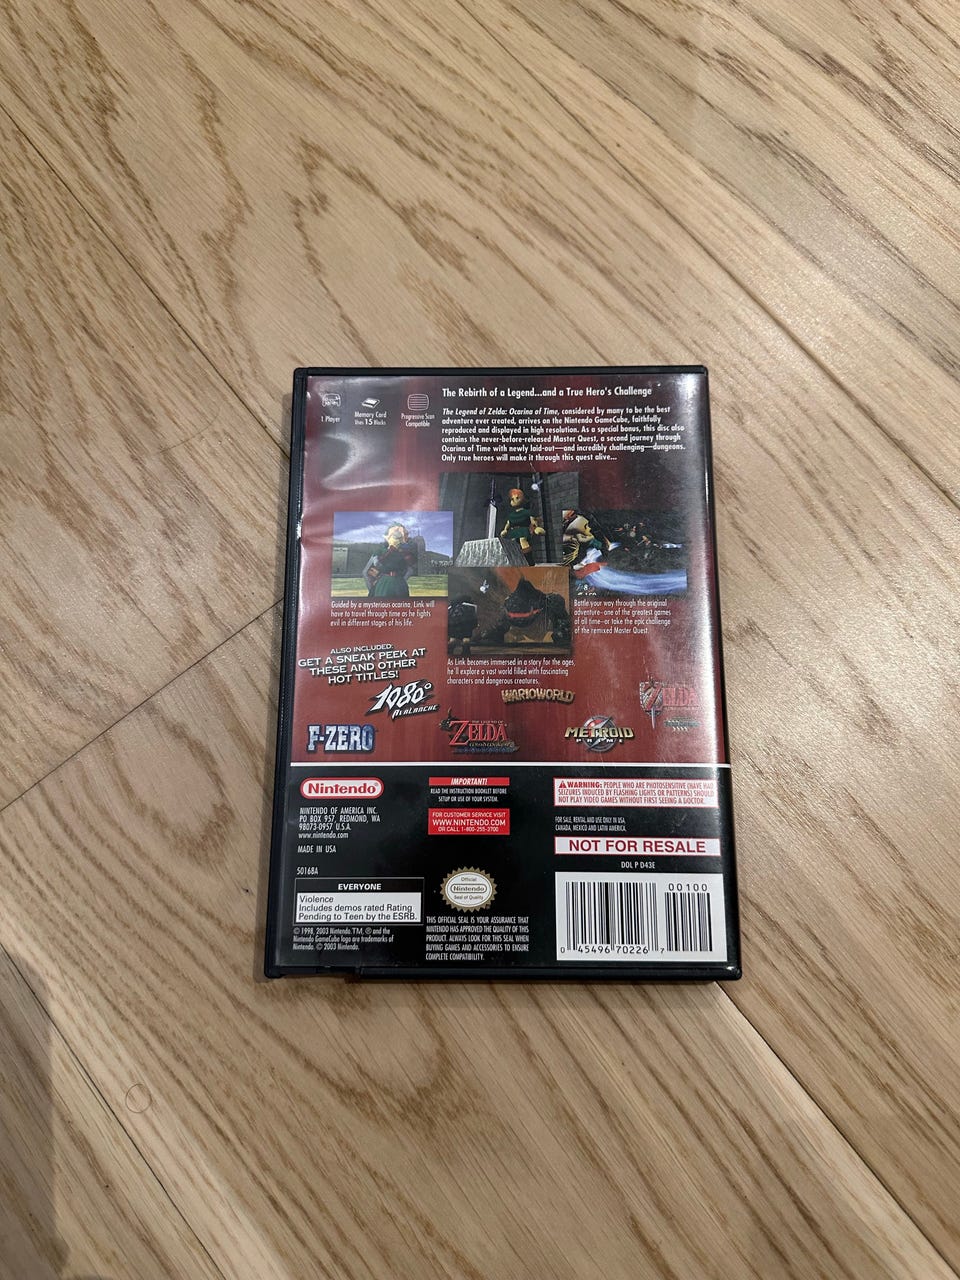 The Rebirth of a Legend...and a True Hero's Challenge
1 Player
Memory Card
Uses 15 Blocks
Progressive Scan
Compatible
The Legend of Zelda: Ocarina of Time, considered by many to be the best
adventure ever created, arrives on the Nintendo GameCube, faithfully
reproduced and displayed in high resolution. As a special bonus, this disc also
contains the never-before-released Master Quest, a second journey through
Ocarina of Time with newly laid-out—and incredibly challenging—dungeons.
Only true heroes will make it through this quest alive...
Guided by a mysterious ocarina, Link will
have to travel through time as he fights
evil in different stages of his life.
Battle your way through the original
adventure—one of the greatest games
of all time—or take the epic challenge
of the remixed Master Quest.
As Link becomes immersed in a story for the ages,
he'll explore a vast world filled with fascinating
characters and dangerous creatures.
ALSO INCLUDED:
GET A SNEAK PEEK AT
THESE AND OTHER
HOT TITLES!
1080°
AVALANCHE
WARIOWORLD
ZELDA
F-ZERO
THE LEGEND OF
ZELDA
METROID
PRIME
Nintendo®
NINTENDO OF AMERICA INC.
PO BOX 957, REDMOND, WA
98073-0957 U.S.A.
www.nintendo.com
MADE IN USA
50168A
IMPORTANT!
READ THE INSTRUCTION BOOKLET BEFORE
SETUP OR USE OF YOUR SYSTEM.
FOR CUSTOMER SERVICE VISIT
WWW.NINTENDO.COM
OR CALL 1-800-255-3700
WARNING: PEOPLE WHO ARE PHOTOSENSITIVE (HAVE HAD
SEIZURES INDUCED BY FLASHING LIGHTS OR PATTERNS) SHOULD
NOT PLAY VIDEO GAMES WITHOUT FIRST SEEING A DOCTOR.
FOR SALE, RENTAL AND USE ONLY IN USA,
CANADA, MEXICO AND LATIN AMERICA.
NOT FOR RESALE
DOL P D43E
EVERYONE
Violence
Includes demos rated Rating
Pending to Teen by the ESRB.
© 1998, 2003 Nintendo.TM, ® and the
Nintendo GameCube logo are trademarks of
Nintendo. © 2003 Nintendo.
Official
Nintendo
Seal of Quality
THIS OFFICIAL SEAL IS YOUR ASSURANCE THAT
NINTENDO HAS APPROVED THE QUALITY OF THIS
PRODUCT. ALWAYS LOOK FOR THIS SEAL WHEN
BUYING GAMES AND ACCESSORIES TO ENSURE
COMPLETE COMPATIBILITY.
00100
0 45496 70226 7